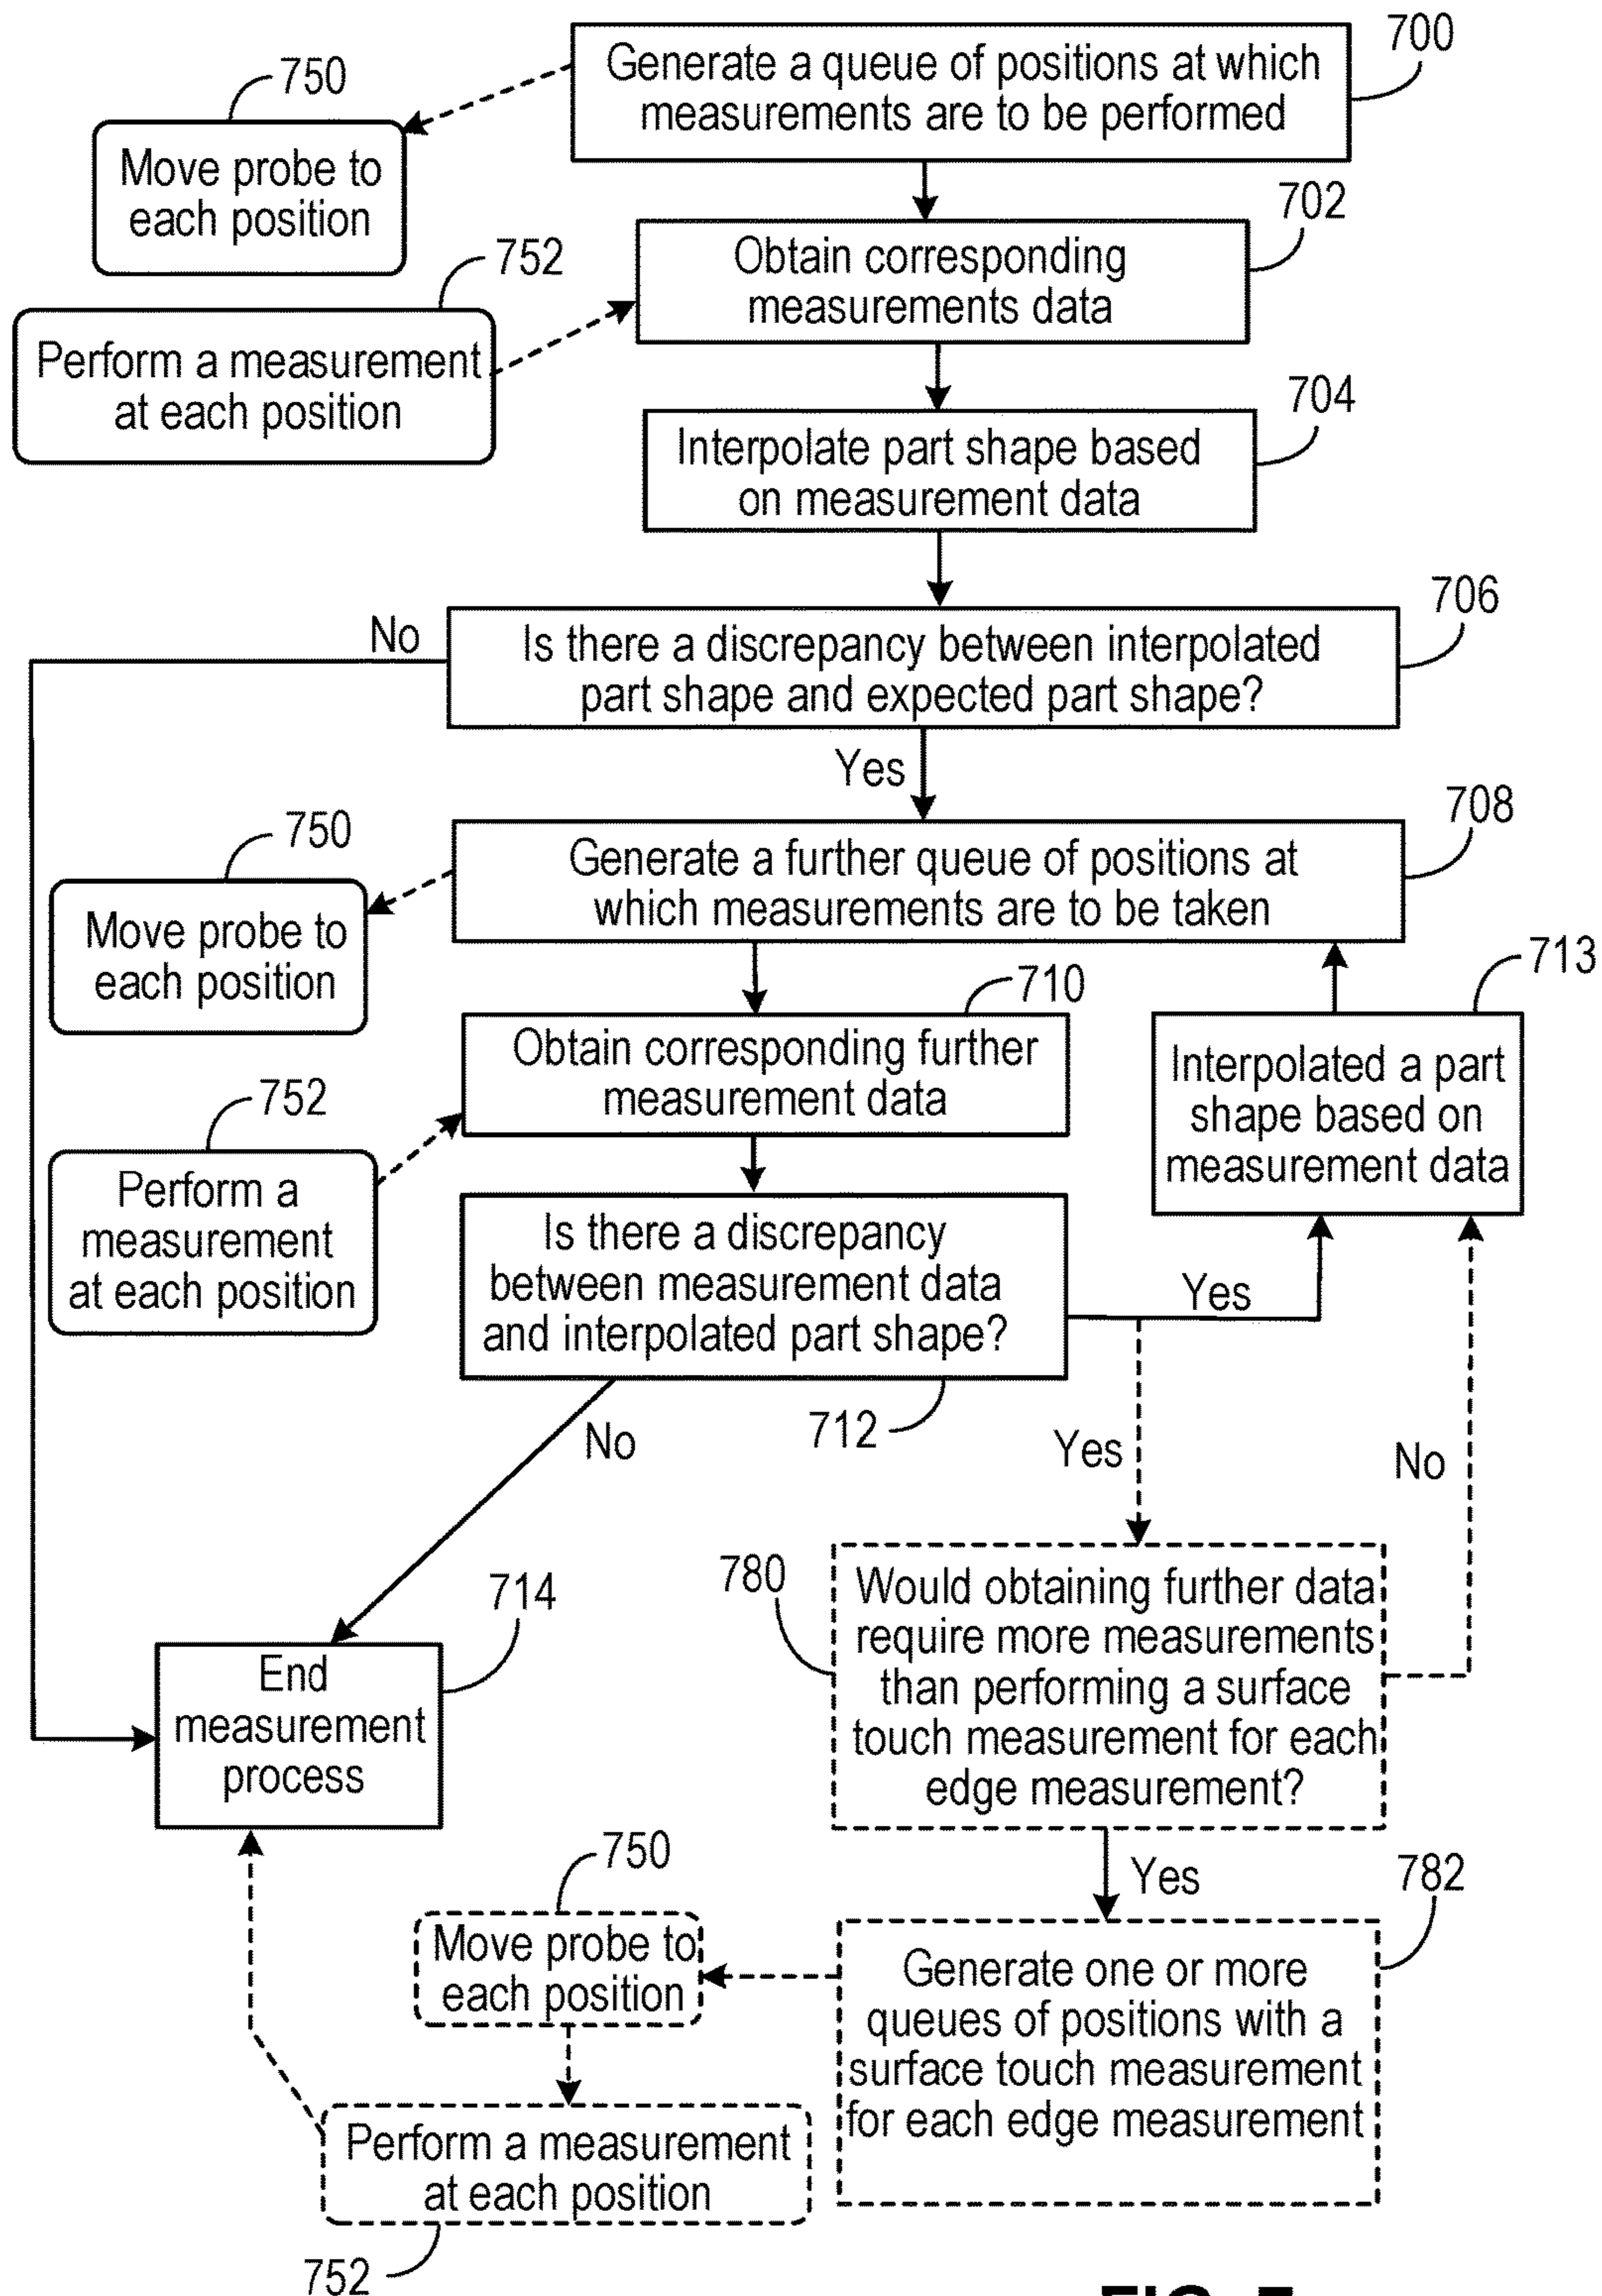 700
Generate a queue of positions at which
measurements are to be performed
750
Move probe to
each position
702
Obtain corresponding
measurements data
752
Perform a measurement
at each position
704
Interpolate part shape based
on measurement data
706
No
Is there a discrepancy between interpolated
part shape and expected part shape?
Yes
708
750
Generate a further queue of positions at
which measurements are to be taken
Move probe to
each position
713
710
Obtain corresponding further
measurement data
Interpolated a part
shape based on
measurement data
752
Perform a
measurement
at each position
Is there a discrepancy
between measurement data
and interpolated part shape?
Yes
712
No
Yes
No
780
Would obtaining further data
require more measurements
than performing a surface
touch measurement for each
edge measurement?
714
End
measurement
process
Yes
750
782
Move probe to
each position
Generate one or more
queues of positions with a
surface touch measurement
for each edge measurement
Perform a measurement
at each position
752